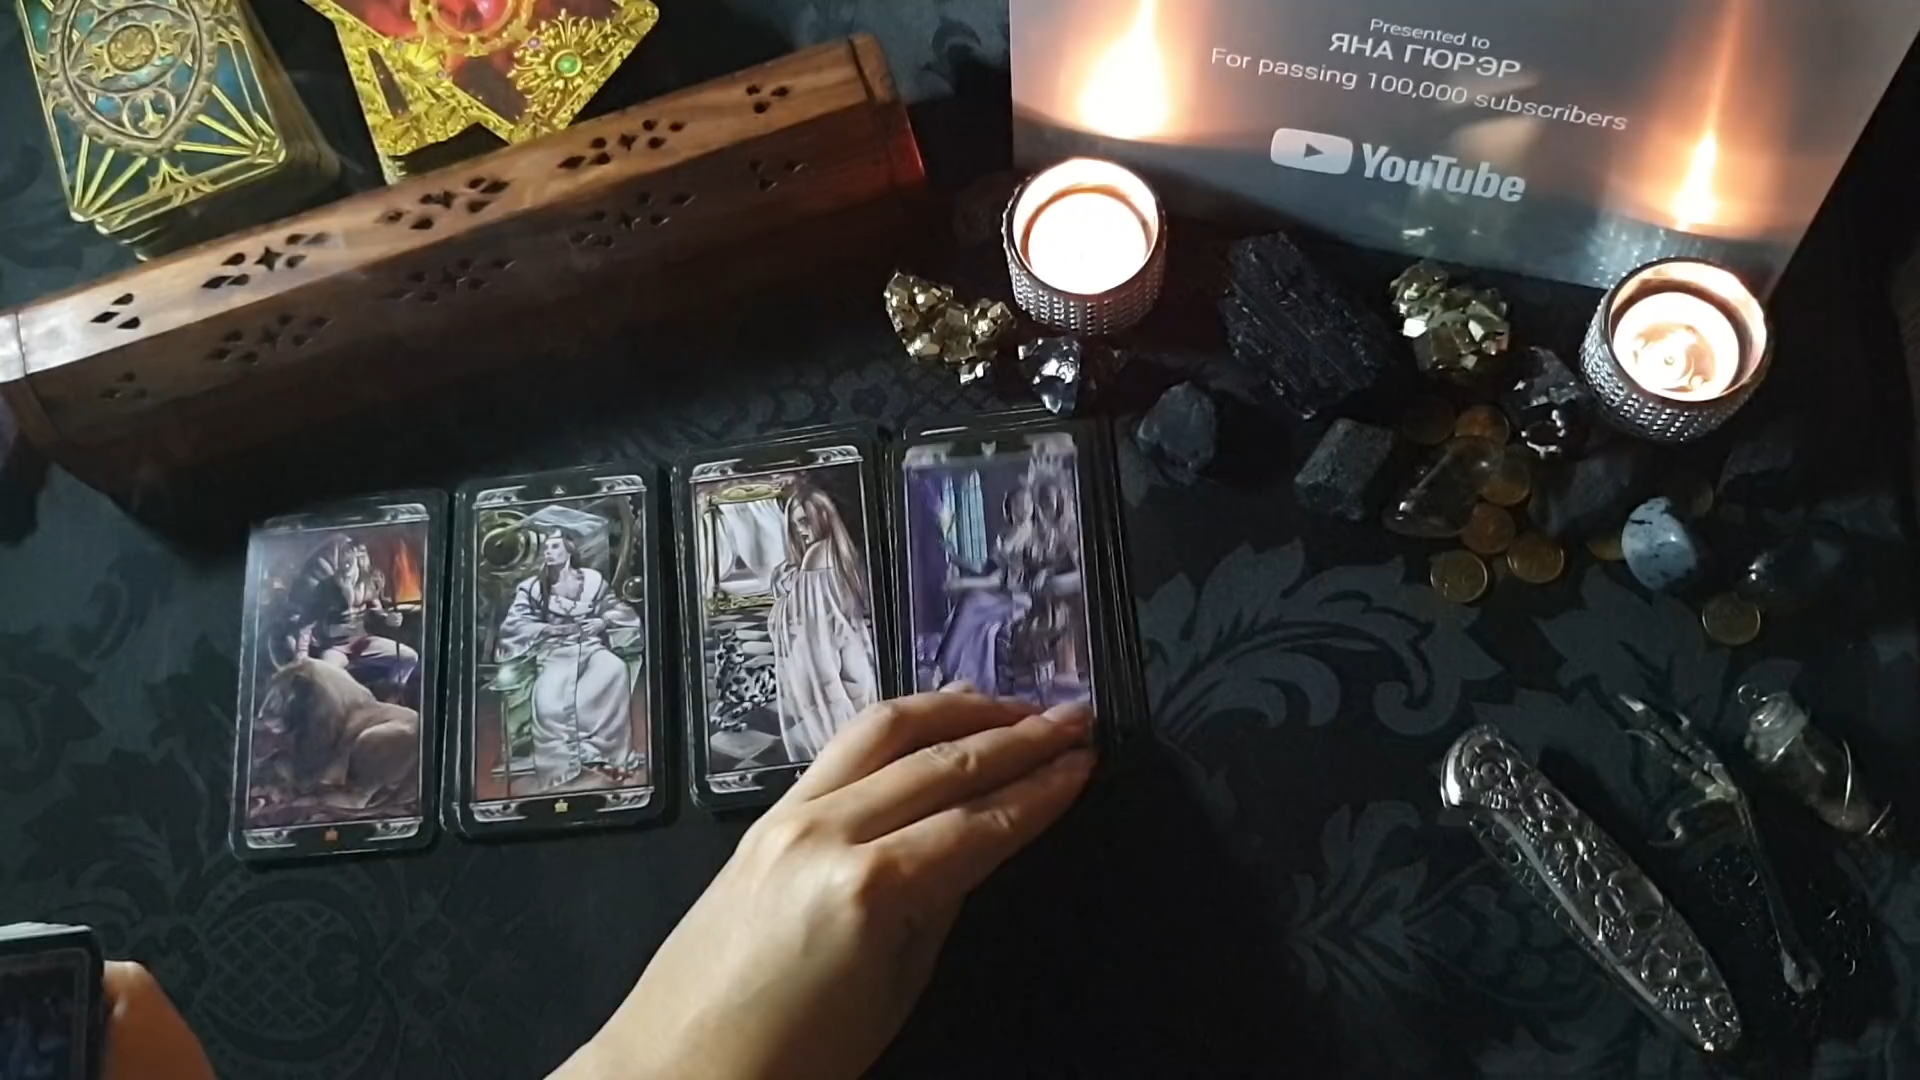 Presented to
ЯНА ГЮРЭР
For passing 100,000 subscribers
YouTube